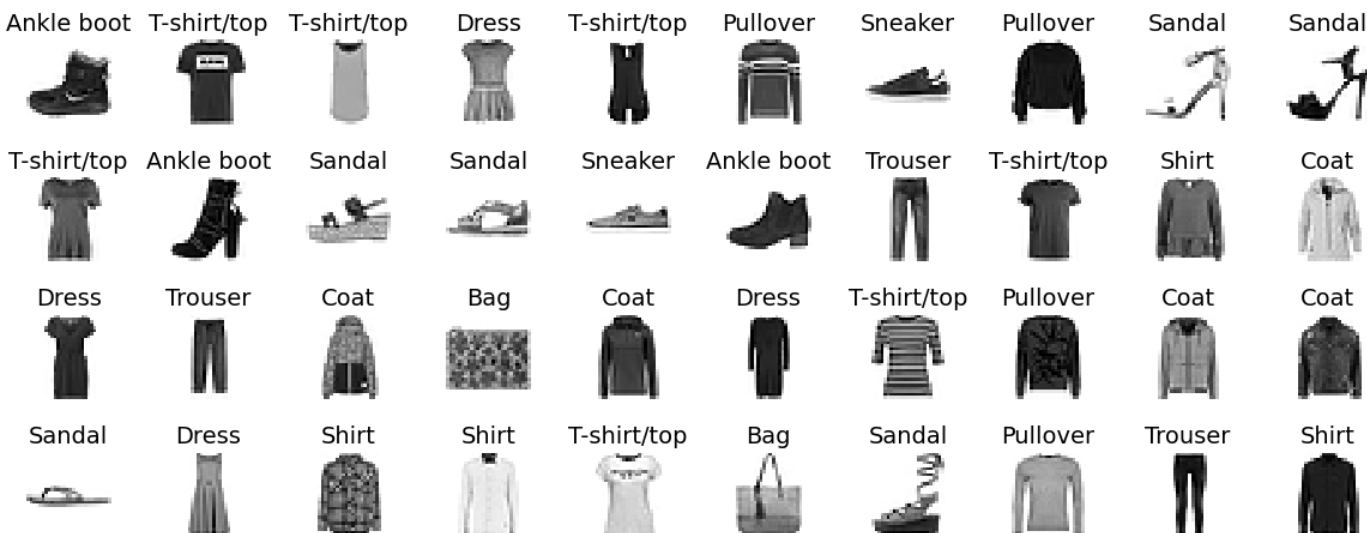 Ankle boot T-shirt/top T-shirt/top Dress T-shirt/top Pullover Sneaker Pullover Sandal Sandal
T-shirt/top Ankle boot Sandal Sandal Sneaker Ankle boot Trouser T-shirt/top Shirt Coat
Dress Trouser Coat Bag Coat Dress T-shirt/top Pullover Coat Coat
Sandal Dress Shirt Shirt T-shirt/top Bag Sandal Pullover Trouser Shirt